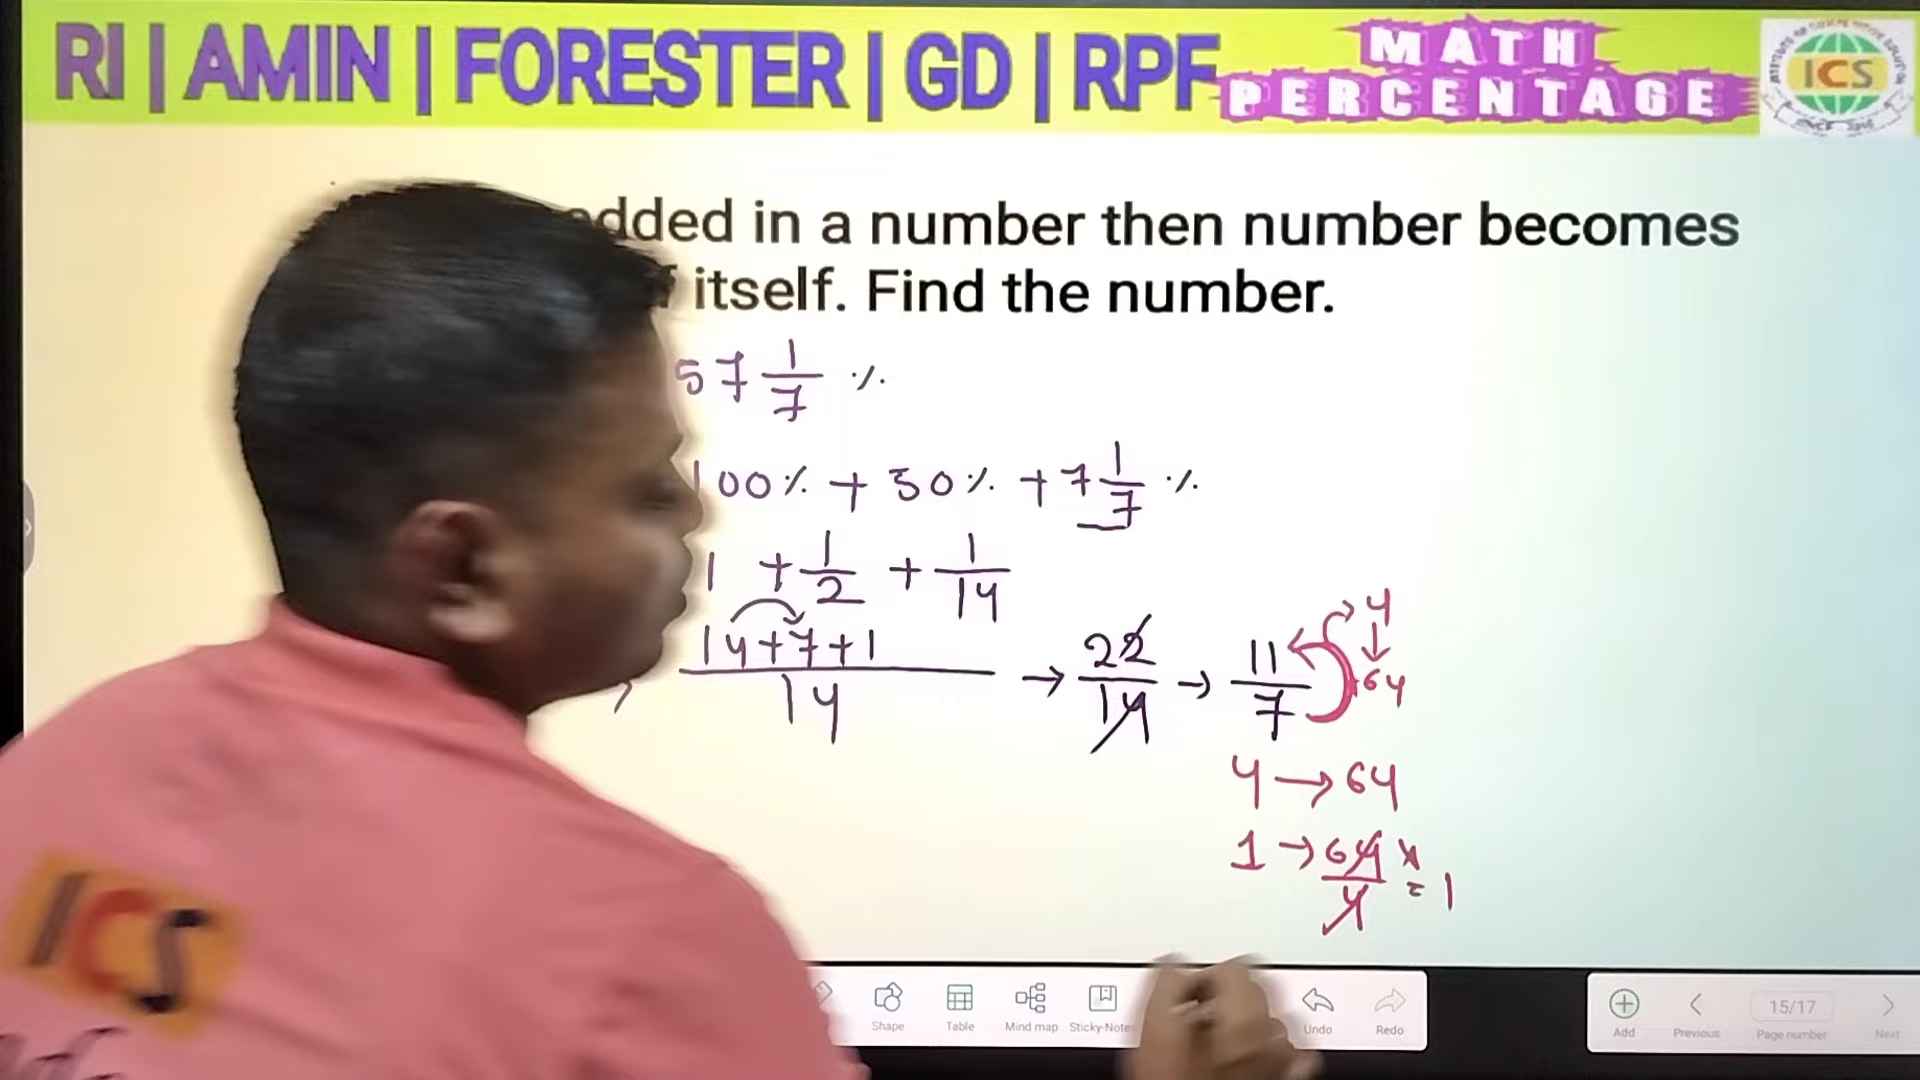 RI | AMIN | FORESTER | GD | RPF
MATH
PERCENTAGE
ICS
added in a number then number becomes
itself. Find the number.
57 1/7 %
100% + 50% + 7 1/7 %
1 + 1/2 + 1/14
14+7+1/14 → 22/14 → 11/7
4
↓
64
4 → 64
1 → 64/4 × = 1
ICS
Shape
Table
Mind map
Sticky-Notes
Undo
Redo
Add
Previous
15/17
Page number
Next